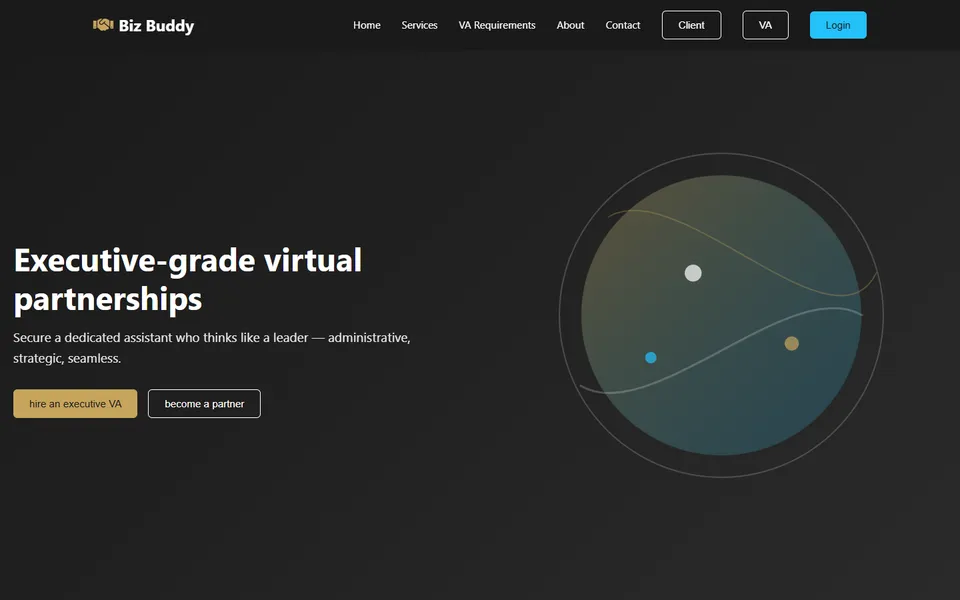 Biz Buddy
Home Services VA Requirements About Contact Client VA Login
Executive-grade virtual
partnerships
Secure a dedicated assistant who thinks like a leader — administrative,
strategic, seamless.
hire an executive VA become a partner